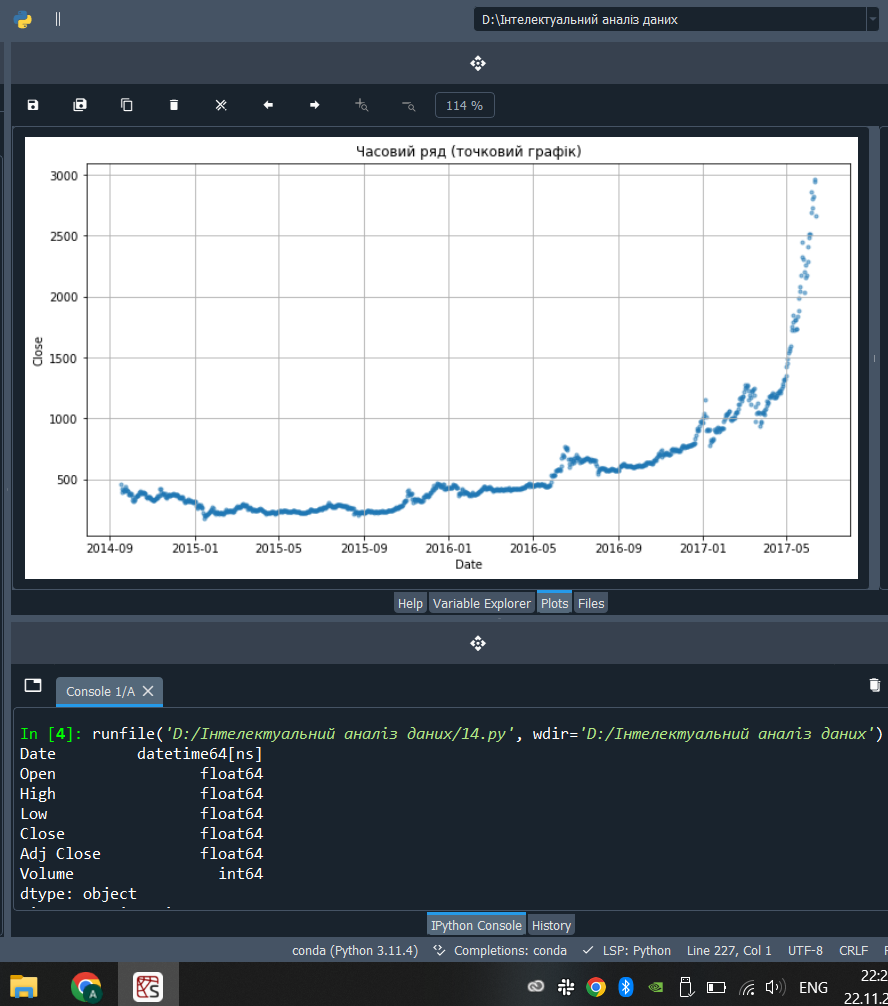 D:\Інтелектуальний аналіз даних
114 %
Часовий ряд (точковий графік)
3000
2500
2000
1500
1000
500
Close
2014-09 2015-01 2015-05 2015-09 2016-01 2016-05 2016-09 2017-01 2017-05
Date
Help Variable Explorer Plots Files
Console 1/A
In [4]: runfile('D:/Інтелектуальний аналіз даних/14.py', wdir='D:/Інтелектуальний аналіз даних')
Date datetime64[ns]
Open float64
High float64
Low float64
Close float64
Adj Close float64
Volume int64
dtype: object
IPython Console History
conda (Python 3.11.4) Completions: conda LSP: Python Line 227, Col 1 UTF-8 CRLF
ENG
22:2
22.11.2